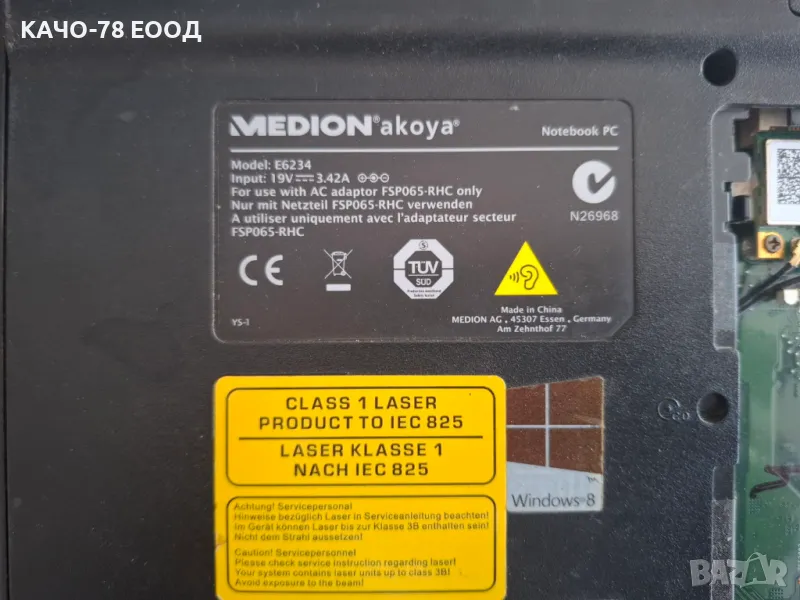 КАЧО-78 ЕООД
MEDION® akoya®
Notebook PC
Model: E6234
Input: 19V 3.42A
For use with AC adaptor FSP065-RHC only
Nur mit Netzteil FSP065-RHC verwenden
A utiliser uniquement avec l'adaptateur secteur
FSP065-RHC
N26968
CE
TÜV
SÜD
Made in China
MEDION AG , 45307 Essen , Germany
Am Zehnthof 77
YS-1
CLASS 1 LASER
PRODUCT TO IEC 825
LASER KLASSE 1
NACH IEC 825
Windows 8
Achtung! Servicepersonal
Hinweise bezüglich Laser in Serviceanleitung beachten!
Im Gerät können Laser bis zur Klasse 3B enthalten sein!
Nicht dem Strahl aussetzen!
Caution! Servicepersonnel
Please check service instruction regarding laser!
Your system contains laser units up to class 3B!
Avoid exposure to the beam!
BAZAR